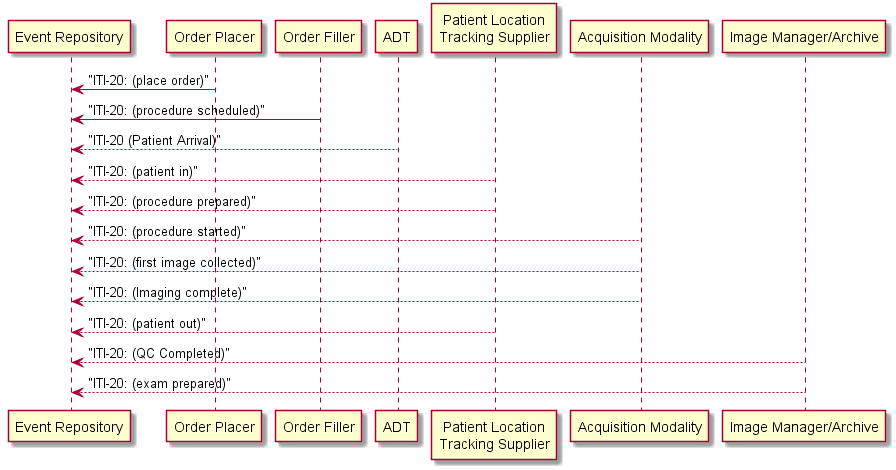 Event Repository
Order Placer
Order Filler
ADT
Patient Location
Tracking Supplier
Acquisition Modality
Image Manager/Archive
"ITI-20: (place order)"
"ITI-20: (procedure scheduled)"
"ITI-20 (Patient Arrival)"
"ITI-20: (patient in)"
"ITI-20: (procedure prepared)"
"ITI-20: (procedure started)"
"ITI-20: (first image collected)"
"ITI-20: (Imaging complete)"
"ITI-20: (patient out)"
"ITI-20: (QC Completed)"
"ITI-20: (exam prepared)"
Event Repository
Order Placer
Order Filler
ADT
Patient Location
Tracking Supplier
Acquisition Modality
Image Manager/Archive